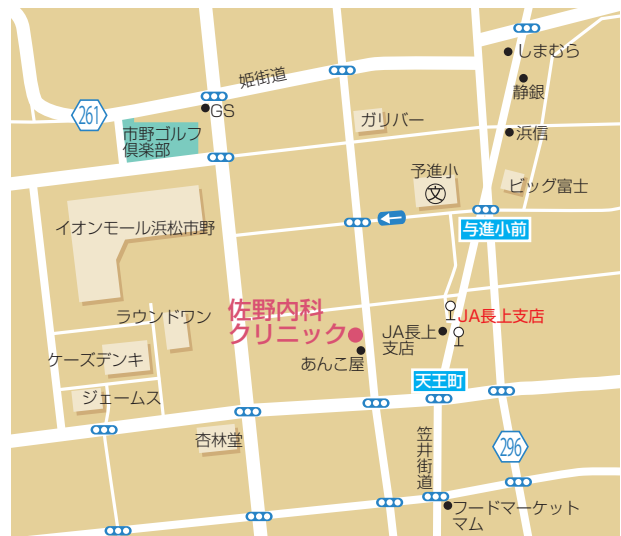 しまむら
姫街道
静銀
261
GS
ガリバー
市野ゴルフ
倶楽部
浜信
予進小
文
ビッグ富士
イオンモール浜松市野
与進小前
佐野内科
クリニック
ラウンドワン
JA長上支店
JA長上
支店
あんこ屋
ケーズデンキ
天王町
ジェームス
杏林堂
笠井街道
296
フードマーケット
マム